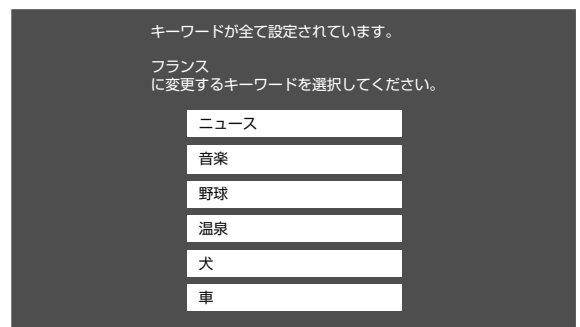 キーワードが全て設定されています。
フランス
に変更するキーワードを選択してください。
ニュース
音楽
野球
温泉
犬
車